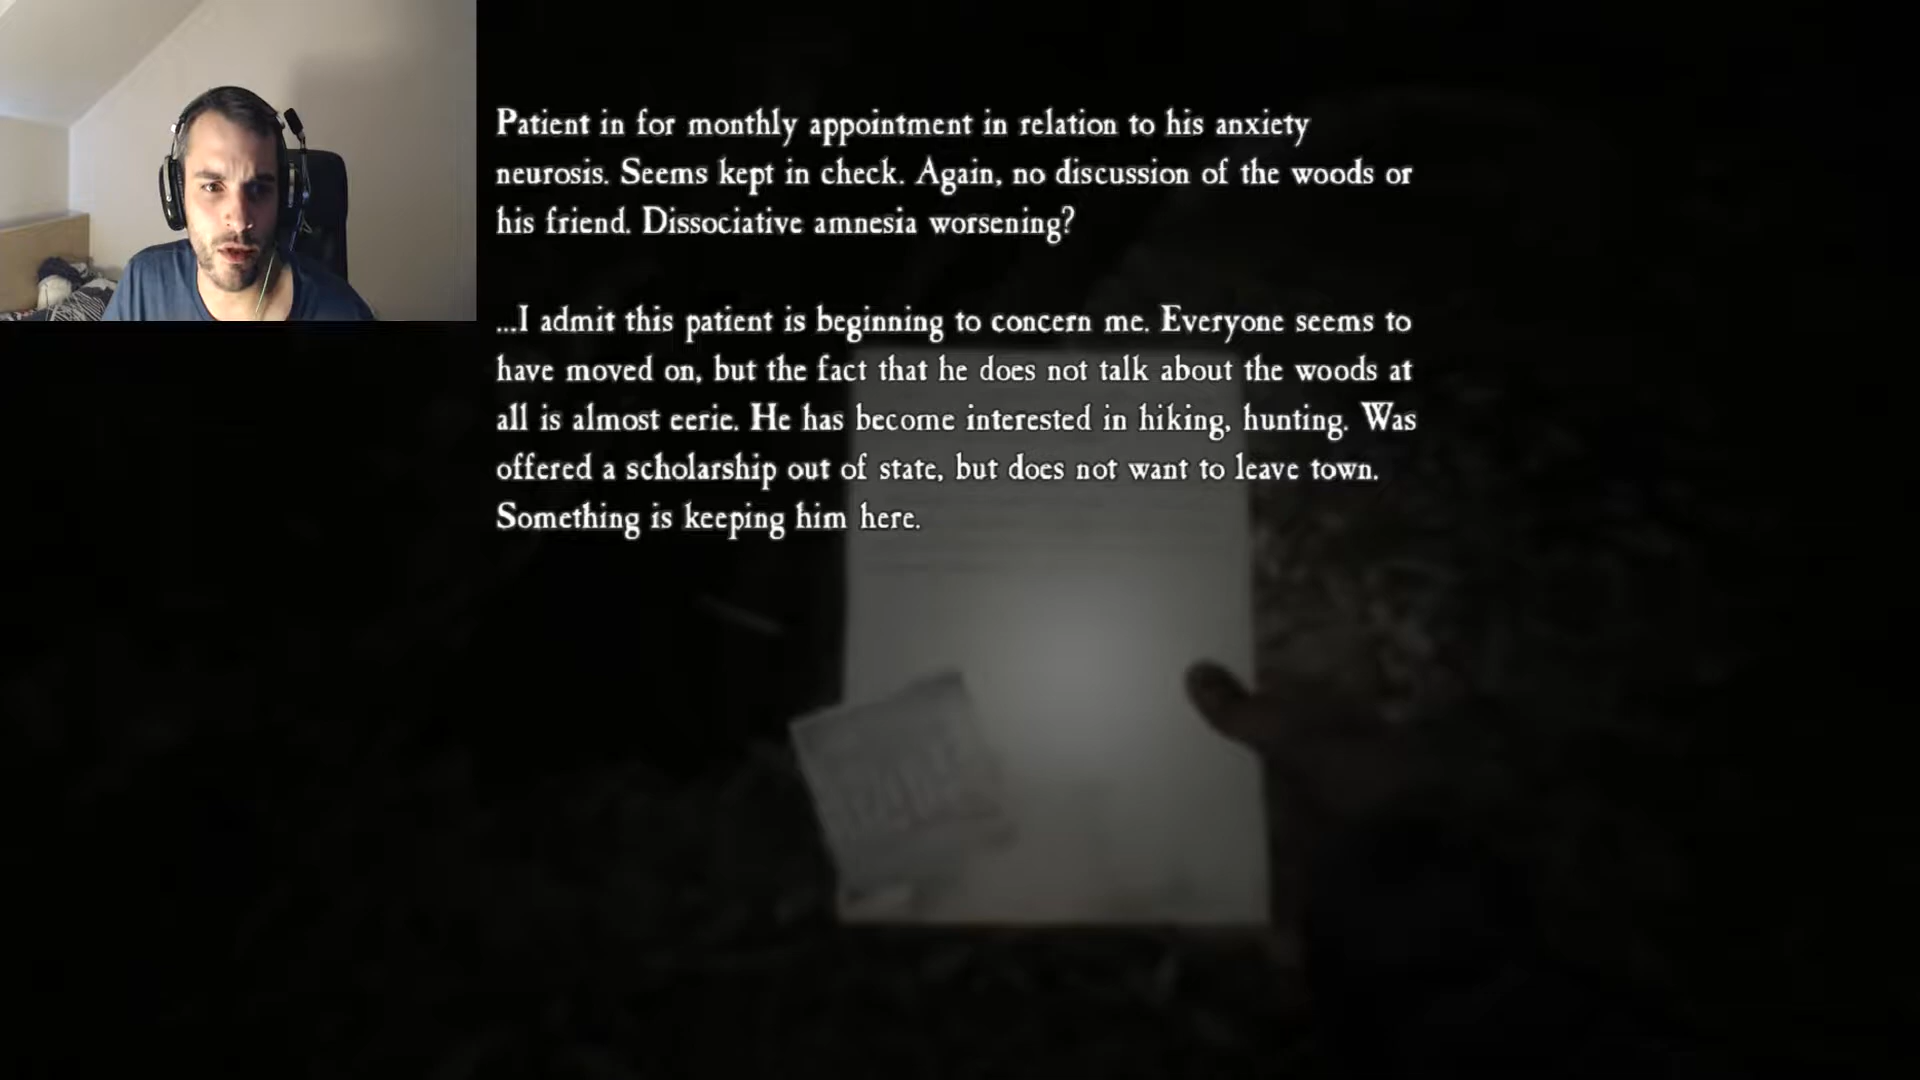 Patient in for monthly appointment in relation to his anxiety
neurosis. Seems kept in check. Again, no discussion of the woods or
his friend. Dissociative amnesia worsening?
...I admit this patient is beginning to concern me. Everyone seems to
have moved on, but the fact that he does not talk about the woods at
all is almost eerie. He has become interested in hiking, hunting. Was
offered a scholarship out of state, but does not want to leave town.
Something is keeping him here.